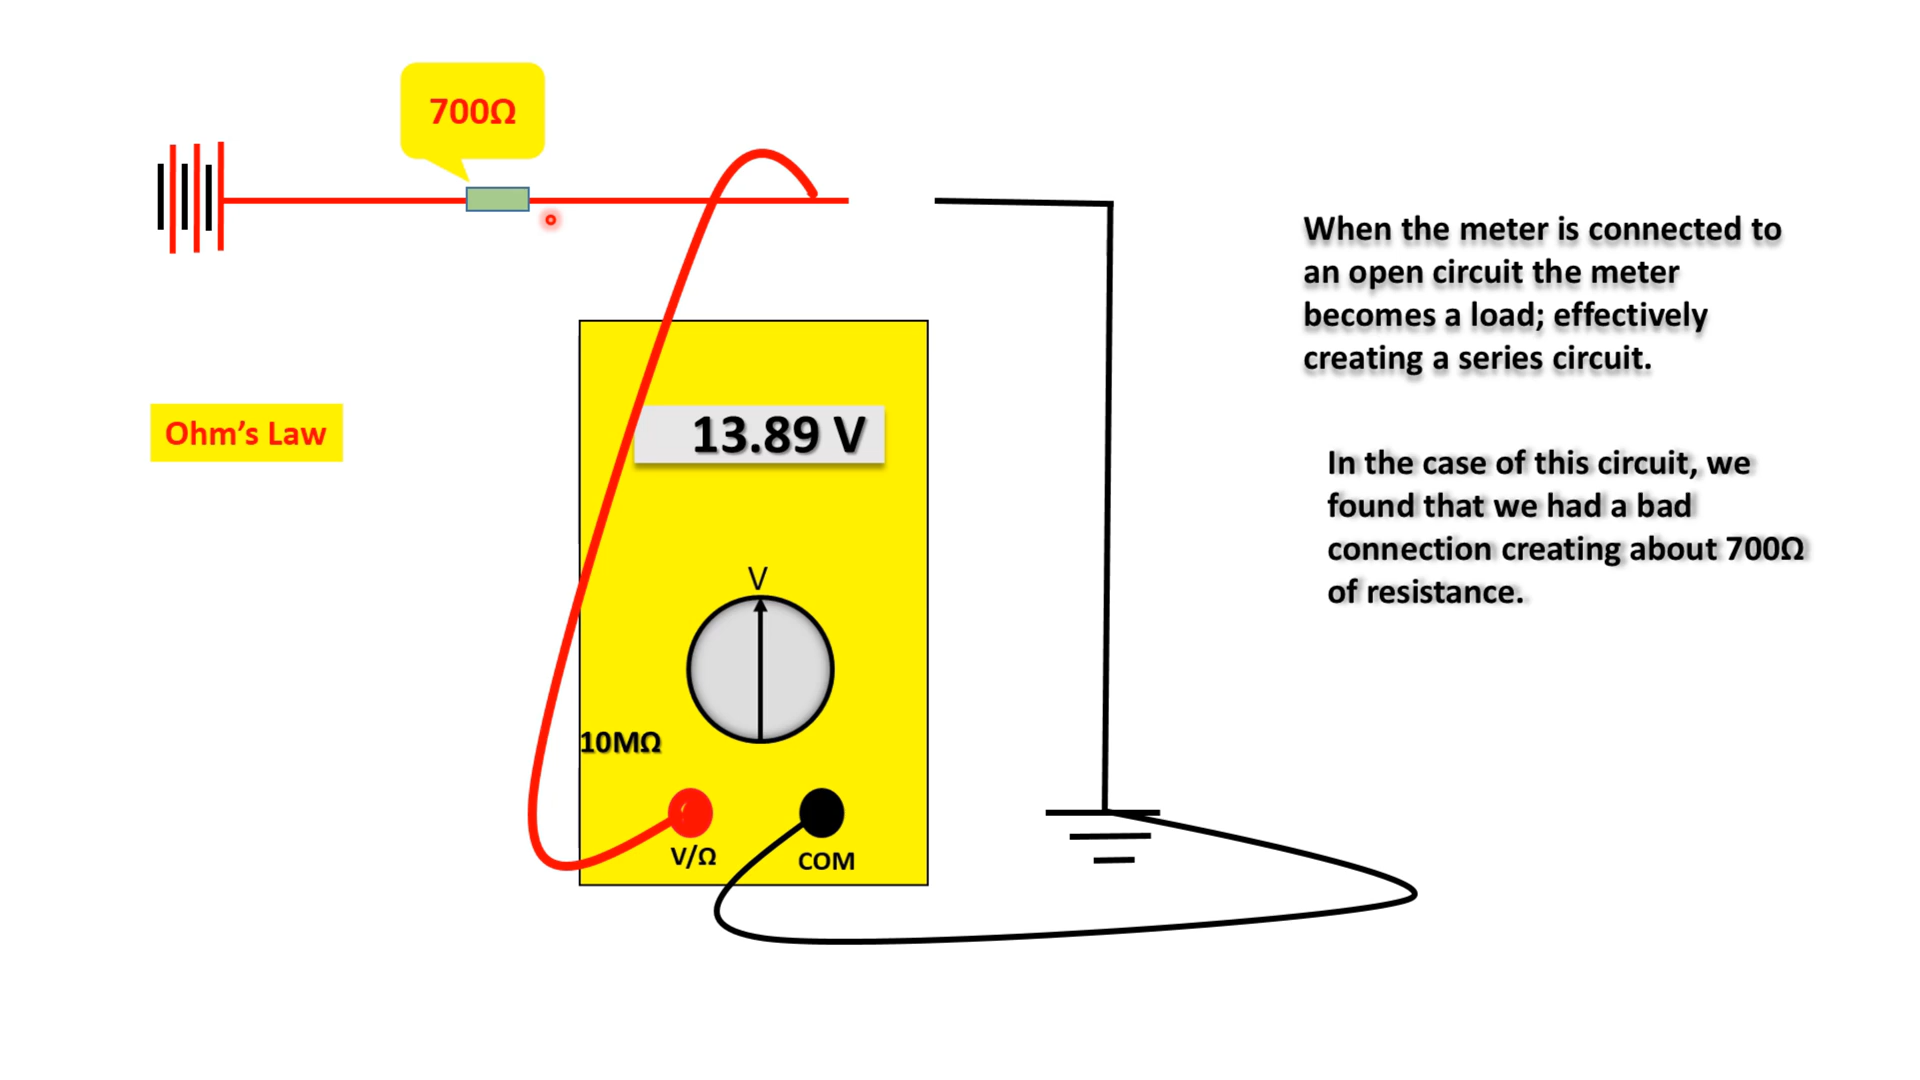 700Ω
When the meter is connected to
an open circuit the meter
becomes a load; effectively
creating a series circuit.
Ohm's Law
13.89 V
In the case of this circuit, we
found that we had a bad
connection creating about 700Ω
of resistance.
V
10MΩ
V/Ω
COM